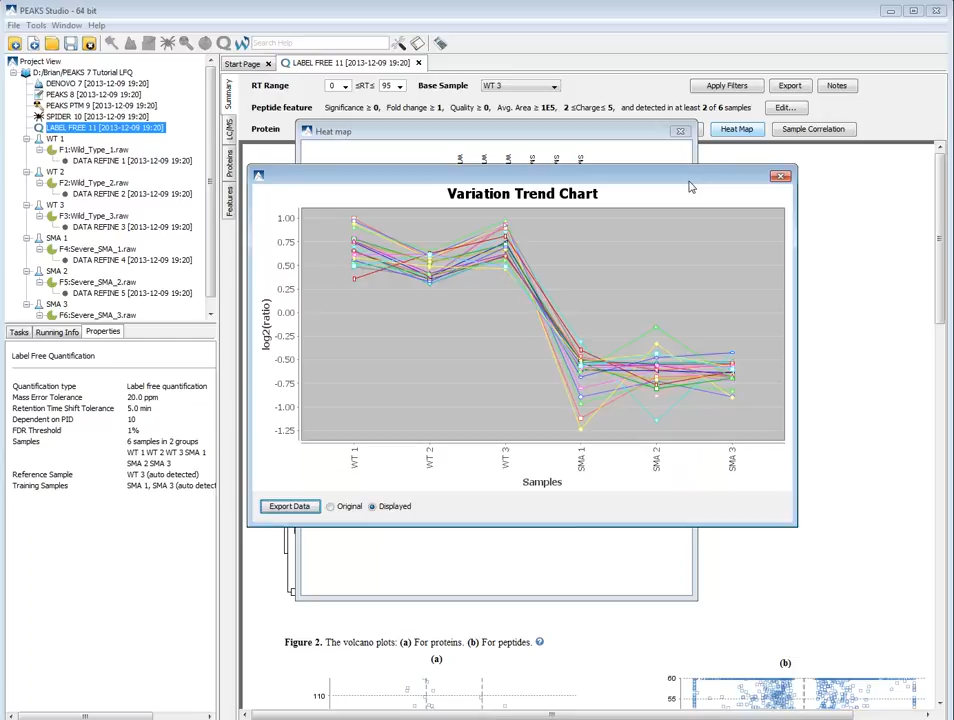 PEAKS Studio - 64 bit
File Tools Window Help
Search Help
Project View
D:/Brian/PEAKS 7 Tutorial LFQ
DENOVO 7 [2013-12-09 19:20]
PEAKS 8 [2013-12-09 19:20]
PEAKS PTM 9 [2013-12-09 19:20]
SPIDER 10 [2013-12-09 19:20]
LABEL FREE 11 [2013-12-09 19:20]
WT 1
F1:Wild_Type_1.raw
DATA REFINE 1 [2013-12-09 19:20]
WT 2
F2:Wild_Type_2.raw
DATA REFINE 2 [2013-12-09 19:20]
WT 3
F3:Wild_Type_3.raw
DATA REFINE 3 [2013-12-09 19:20]
SMA 1
F4:Severe_SMA_1.raw
DATA REFINE 4 [2013-12-09 19:20]
SMA 2
F5:Severe_SMA_2.raw
DATA REFINE 5 [2013-12-09 19:20]
SMA 3
F6:Severe_SMA_3.raw
Tasks Running Info Properties
Label Free Quantification
Quantification type Label free quantification
Mass Error Tolerance 20.0 ppm
Retention Time Shift Tolerance 5.0 min
Dependent on PID 10
FDR Threshold 1%
Samples 6 samples in 2 groups
WT 1 WT 2 WT 3 SMA 1
SMA 2 SMA 3
Reference Sample WT 3 (auto detected)
Training Samples SMA 1, SMA 3 (auto detect
Start Page LABEL FREE 11 [2013-12-09 19:20]
Summary
LC/MS
Proteins
Features
RT Range 0 ≤RT≤ 95 Base Sample WT 3 Apply Filters Export Notes
Peptide feature Significance ≥ 0, Fold change ≥ 1, Quality ≥ 0, Avg. Area ≥ 1E5, 2 ≤Charge≤ 5, and detected in at least 2 of 6 samples Edit...
Protein Heat Map Sample Correlation
Heat map
Variation Trend Chart
log2(ratio)
1.00
0.75
0.50
0.25
0.00
-0.25
-0.50
-0.75
-1.00
-1.25
WT 1
WT 2
WT 3
SMA 1
SMA 2
SMA 3
Samples
Export Data Original Displayed
Figure 2. The volcano plots: (a) For proteins. (b) For peptides.
(a)
(b)
110
60
55